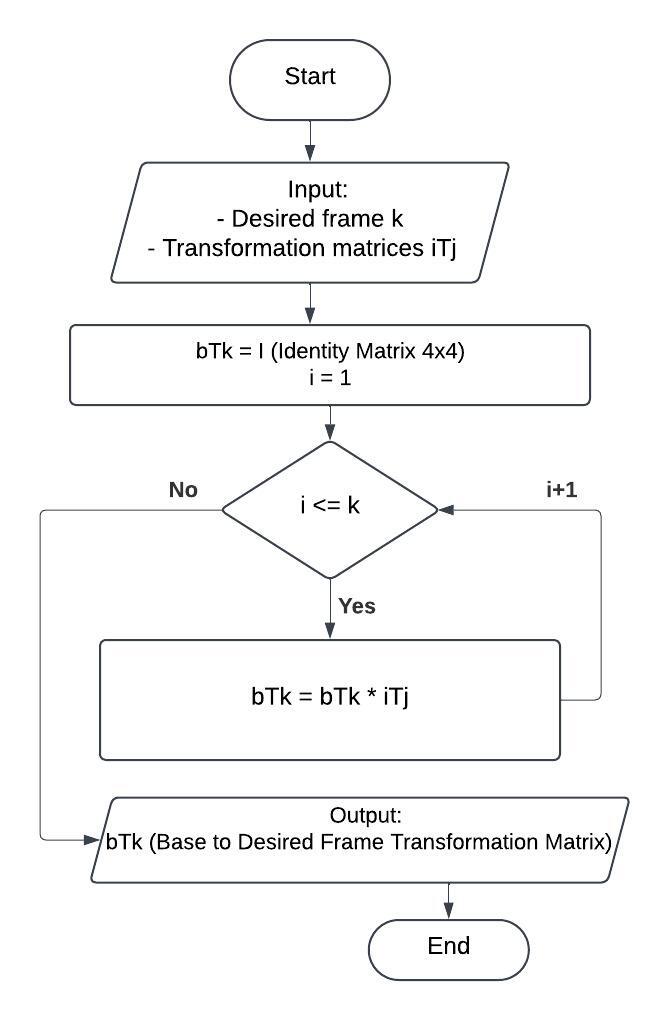 Start
Input:
- Desired frame k
- Transformation matrices iTj
bTk = I (Identity Matrix 4x4)
i = 1
No
i+1
i <= k
Yes
bTk = bTk * iTj
Output:
bTk (Base to Desired Frame Transformation Matrix)
End